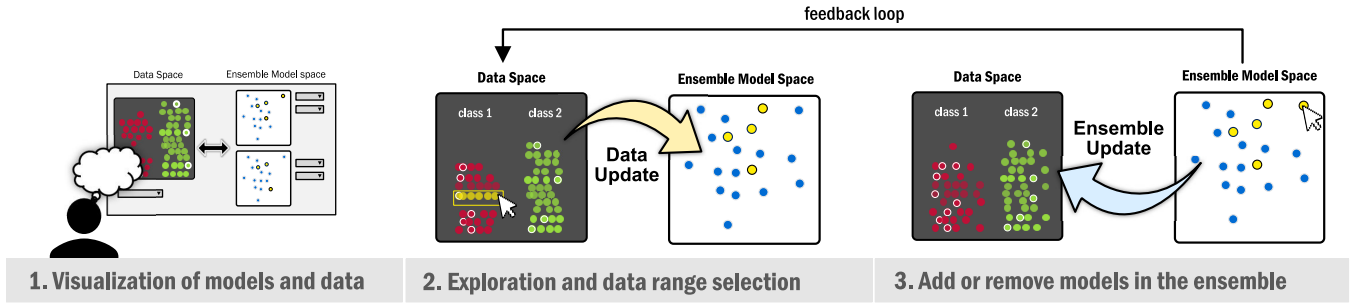 feedback loop
Data Space
Ensemble Model space
Data Space
Ensemble Model Space
class 1
class 2
Data
Update
Data Space
Ensemble Model Space
class 1
class 2
Ensemble
Update
1. Visualization of models and data
2. Exploration and data range selection
3. Add or remove models in the ensemble